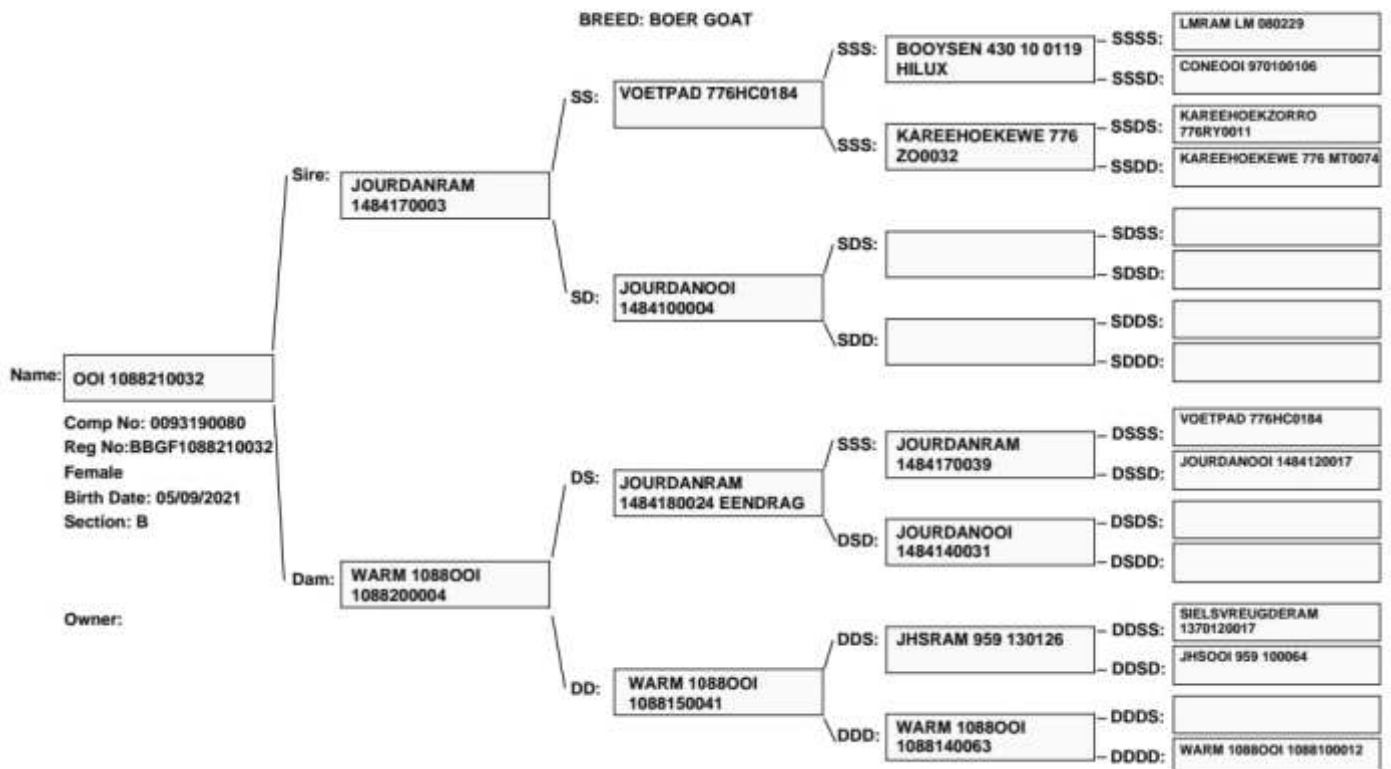 BREED: BOER GOAT
Name:
OOI 1088210032
Comp No: 0093190080
Reg No:BBGF1088210032
Female
Birth Date: 05/09/2021
Section: B
Owner:
Sire:
JOURDANRAM
1484170003
Dam:
WARM 1088OOI
1088200004
SS:
VOETPAD 776HC0184
SD:
JOURDANOOI
1484100004
DS:
JOURDANRAM
1484180024 EENDRAG
DD:
WARM 1088OOI
1088150041
SSS:
BOOYSEN 430 10 0119
HILUX
SSS:
KAREEHOEKEWE 776
ZO0032
SDS:
SDD:
SSS:
JOURDANRAM
1484170039
DSD:
JOURDANOOI
1484140031
DDS:
JHSRAM 959 130126
DDD:
WARM 1088OOI
1088140063
SSSS:
LMRAM LM 080229
SSSD:
CONEOOI 970100106
SSDS:
KAREEHOEKZORRO
776RY0011
SSDD:
KAREEHOEKEWE 776 MT0074
SDSS:
SDSD:
SDDS:
SDDD:
DSSS:
VOETPAD 776HC0184
DSSD:
JOURDANOOI 1484120017
DSDS:
DSDD:
DDSS:
SIELSVREUGDERAM
1370120017
DDSD:
JHSOOI 959 100064
DDDS:
DDDD:
WARM 1088OOI 1088100012